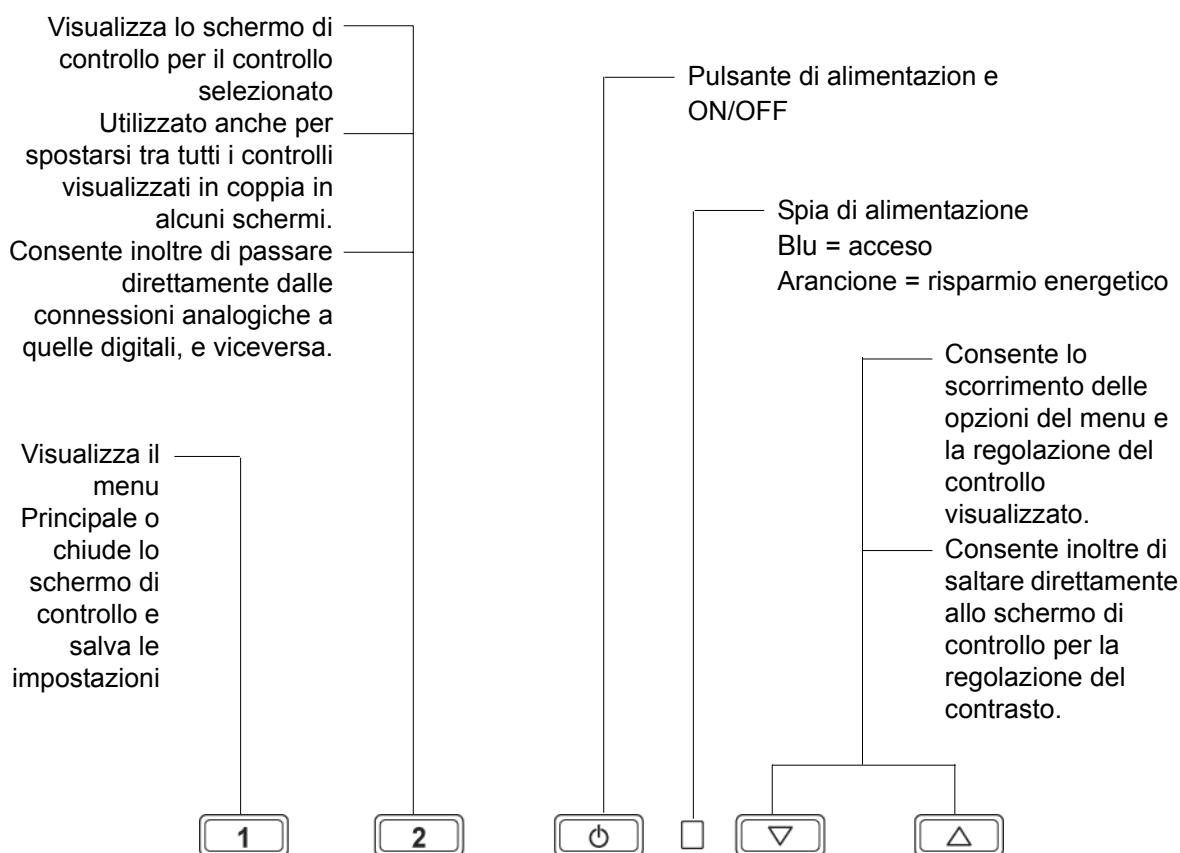 Visualizza lo schermo di
controllo per il controllo
selezionato
Utilizzato anche per
spostarsi tra tutti i controlli
visualizzati in coppia in
alcuni schermi.
Consente inoltre di passare
direttamente dalle
connessioni analogiche a
quelle digitali, e viceversa.
Pulsante di alimentazion e
ON/OFF
Spia di alimentazione
Blu = acceso
Arancione = risparmio energetico
Consente lo
scorrimento delle
opzioni del menu e
la regolazione del
controllo
visualizzato.
Consente inoltre di
saltare direttamente
allo schermo di
controllo per la
regolazione del
contrasto.
Visualizza il
menu
Principale o
chiude lo
schermo di
controllo e
salva le
impostazioni
1
2